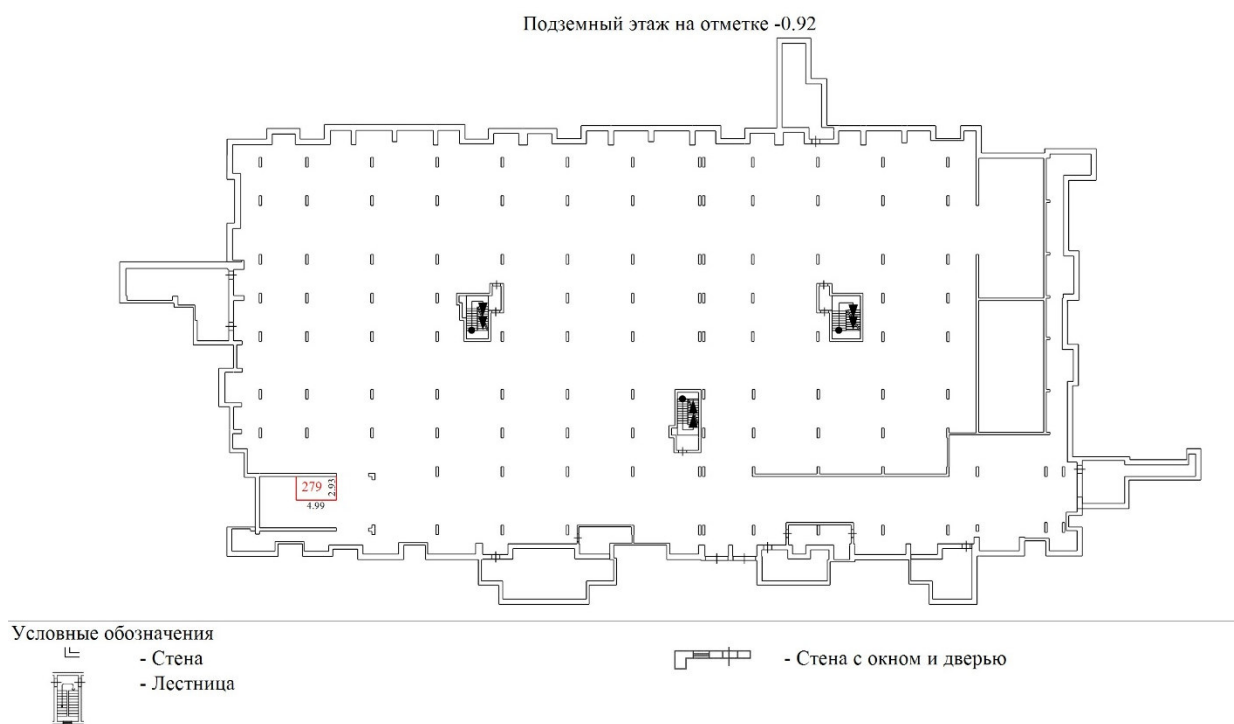 Подземный этаж на отметке -0.92
279
2.93
4.99
Условные обозначения
- Стена
- Лестница
- Стена с окном и дверью